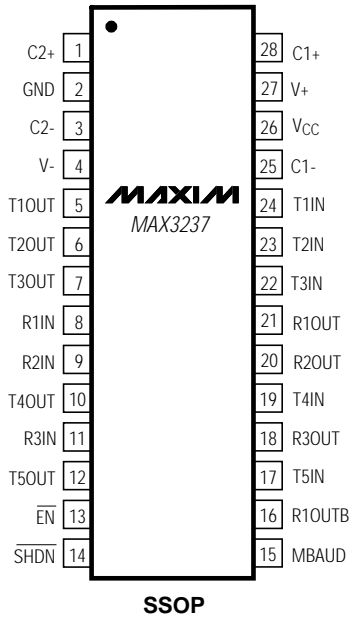 C2+ 1 28 C1+
GND 2 27 V+
C2- 3 26 VCC
V- 4 25 C1-
MAXIM
T1OUT 5 24 T1IN
MAX3237
T2OUT 6 23 T2IN
T3OUT 7 22 T3IN
R1IN 8 21 R1OUT
R2IN 9 20 R2OUT
T4OUT 10 19 T4IN
R3IN 11 18 R3OUT
T5OUT 12 17 T5IN
EN 13 16 R1OUTB
SHDN 14 15 MBAUD
SSOP